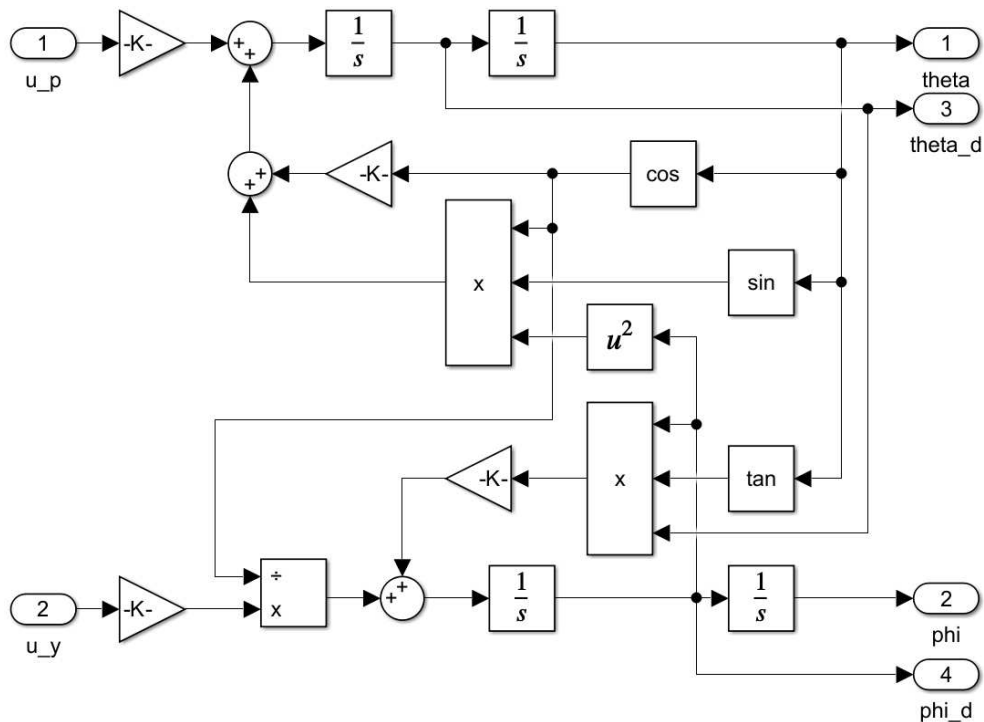 1
u_p
-K-
+
+
1
s
1
s
1
theta
3
theta_d
+
+
-K-
cos
x
sin
u²
-K-
x
tan
2
u_y
-K-
÷
x
+
+
1
s
1
s
2
phi
4
phi_d